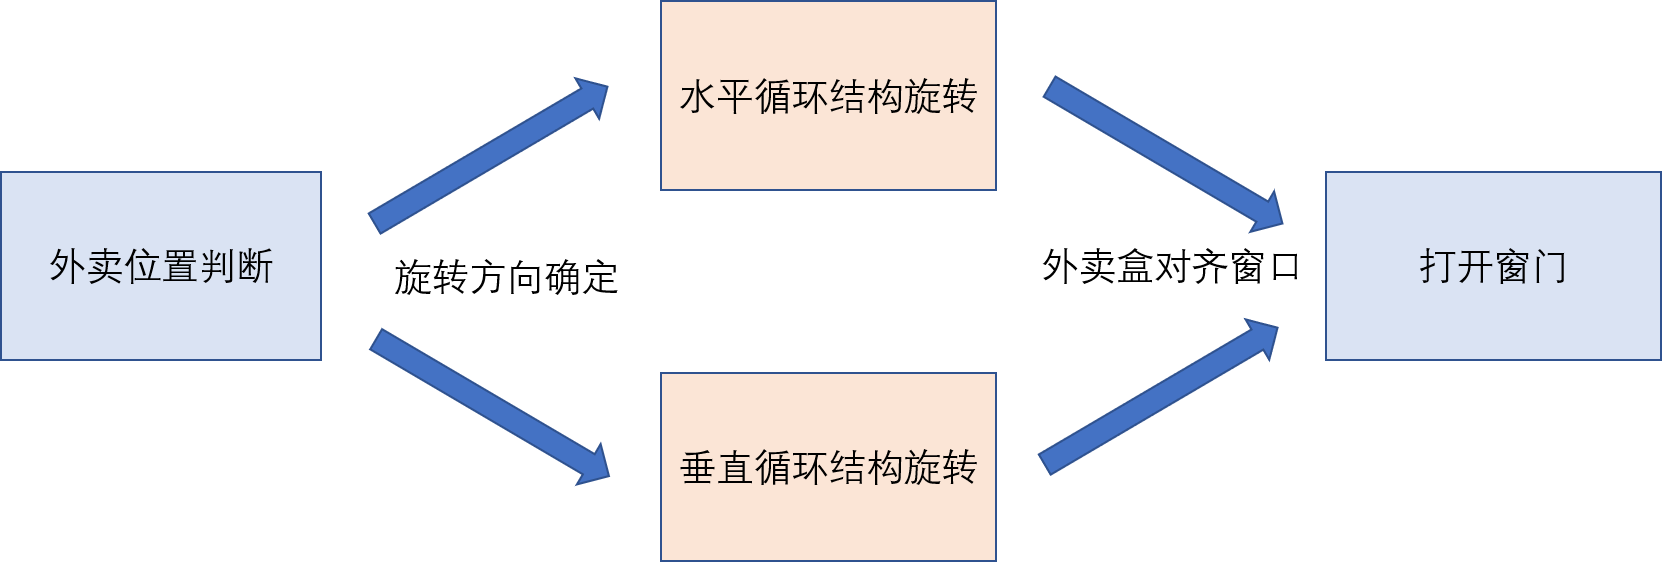 外卖位置判断
旋转方向确定
水平循环结构旋转
垂直循环结构旋转
外卖盒对齐窗口
打开窗门